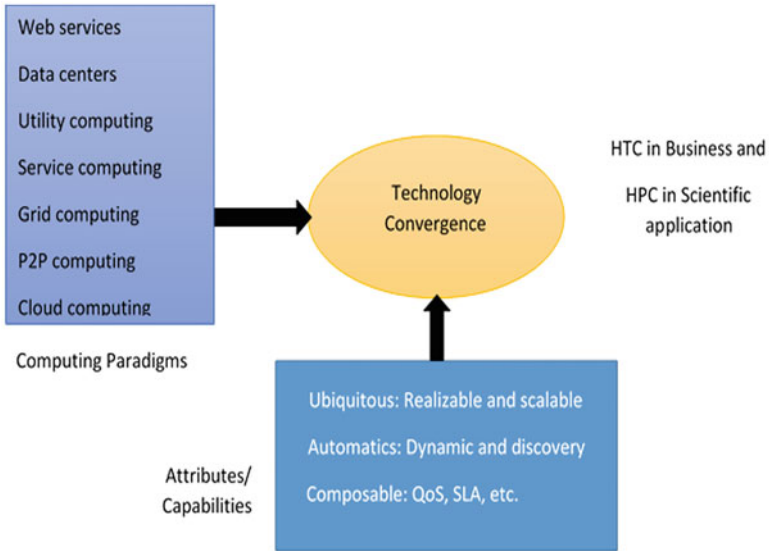 Web services
Data centers
Utility computing
Service computing
Grid computing
P2P computing
Cloud computing
Computing Paradigms
Technology
Convergence
HTC in Business and
HPC in Scientific
application
Ubiquitous: Realizable and scalable
Automatics: Dynamic and discovery
Composable: QoS, SLA, etc.
Attributes/
Capabilities